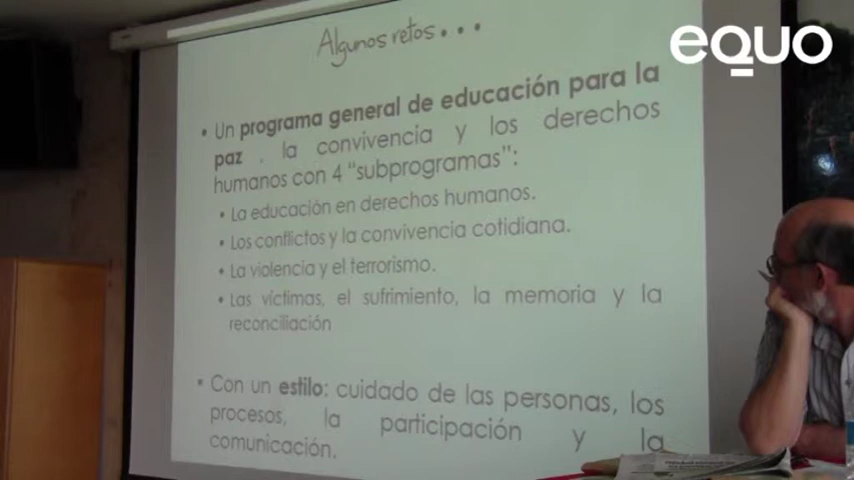 equo
Algunos retos...
• Un programa general de educación para la
paz , la convivencia y los derechos
humanos con 4 “subprogramas”:
• La educación en derechos humanos.
• Los conflictos y la convivencia cotidiana.
• La violencia y el terrorismo.
• Las víctimas, el sufrimiento, la memoria y la
reconciliación
▪ Con un estilo: cuidado de las personas, los
procesos, la participación y la
comunicación.